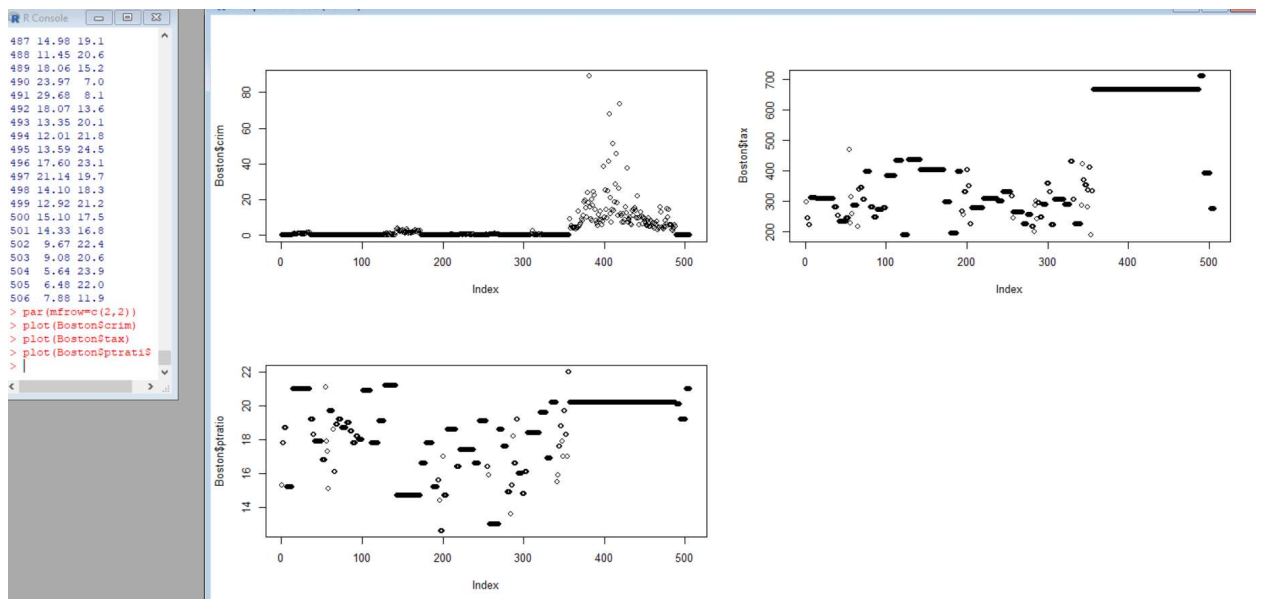 R Console
487 14.98 19.1
488 11.45 20.6
489 18.06 15.2
490 23.97 7.0
491 29.68 8.1
492 18.07 13.6
493 13.35 20.1
494 12.01 21.8
495 13.59 24.5
496 17.60 23.1
497 21.14 19.7
498 14.10 18.3
499 12.92 21.2
500 15.10 17.5
501 14.33 16.8
502 9.67 22.4
503 9.08 20.6
504 5.64 23.9
505 6.48 22.0
506 7.88 11.9
> par(mfrow=c(2,2))
> plot(Boston$crim)
> plot(Boston$tax)
> plot(Boston$ptrati$
>
Boston$crim
80
60
40
20
0
0 100 200 300 400 500
Index
Boston$tax
700
600
500
400
300
200
0 100 200 300 400 500
Index
Boston$ptratio
22
20
18
16
14
0 100 200 300 400 500
Index